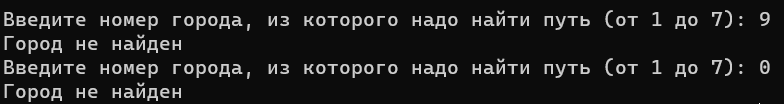 Введите номер города, из которого надо найти путь (от 1 до 7): 9
Город не найден
Введите номер города, из которого надо найти путь (от 1 до 7): 0
Город не найден